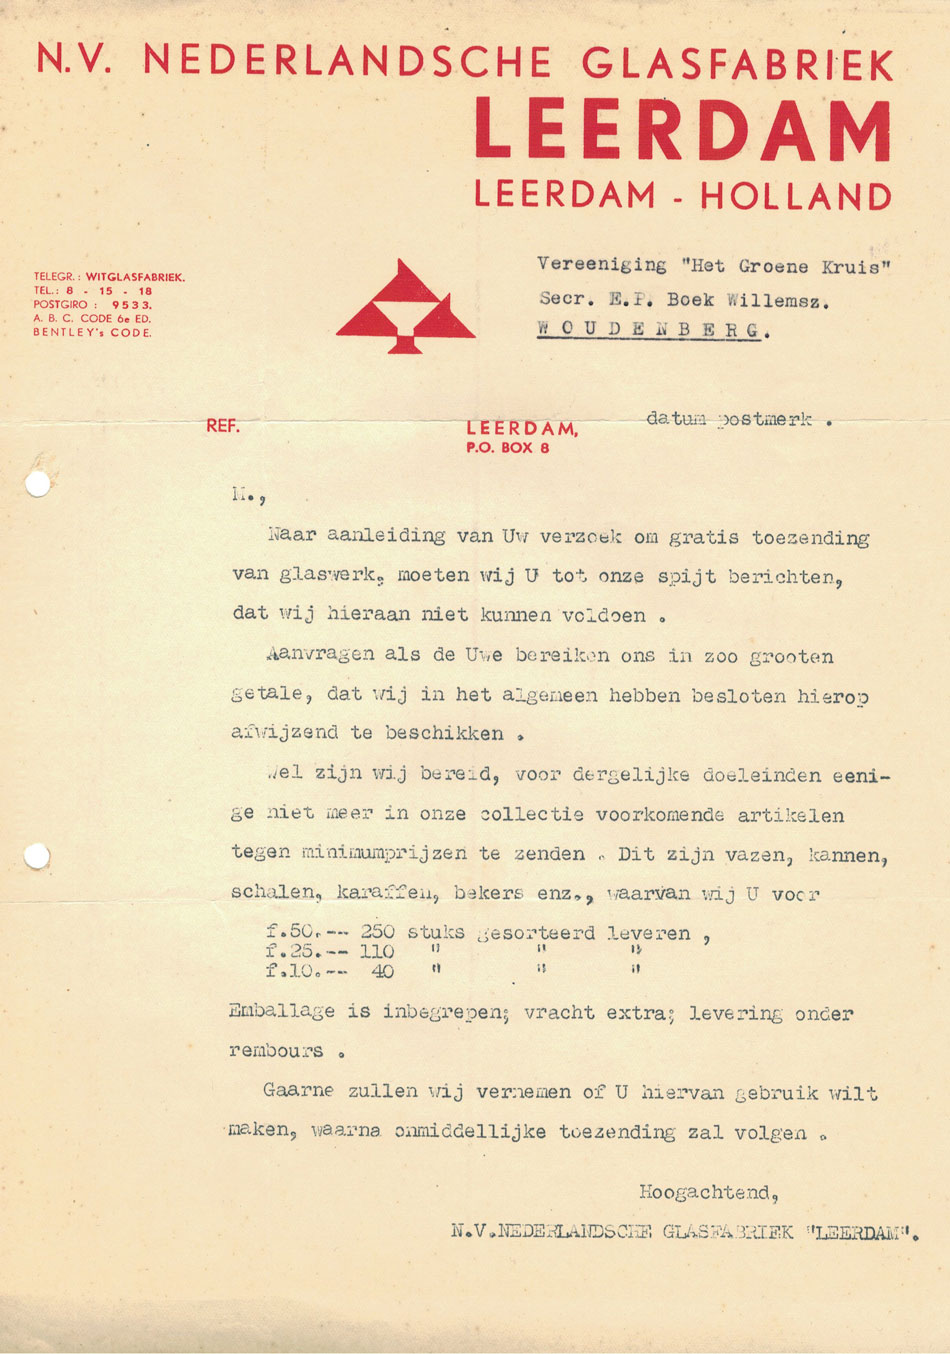 N.V. NEDERLANDSCHE GLASFABRIEK
LEERDAM
LEERDAM - HOLLAND
TELEGR.: WITGLASFABRIEK.
TEL.: 8 - 15 - 18
POSTGIRO : 9533.
A. B. C. CODE 6e ED.
BENTLEY's CODE.
Vereeniging "Het Groene Kruis"
Secr. E.P. Boek Willemsz.
WOUDENBERG.
REF.
LEERDAM,
P.O. BOX 8
datum postmerk .
M.,
Naar aanleiding van Uw verzoek om gratis toezending
van glaswerk, moeten wij U tot onze spijt berichten,
dat wij hieraan niet kunnen voldoen .
Aanvragen als de Uwe bereiken ons in zoo grooten
getale, dat wij in het algemeen hebben besloten hierop
afwijzend te beschikken .
Wel zijn wij bereid, voor dergelijke doeleinden eeni-
ge niet meer in onze collectie voorkomende artikelen
tegen minimumprijzen te zenden . Dit zijn vazen, kannen,
schalen, karaffen, bekers enz., waarvan wij U voor
f.50.-- 250 stuks gesorteerd leveren ,
f.25.-- 110 " " "
f.10.-- 40 " " "
Emballage is inbegrepen; vracht extra; levering onder
rembours .
Gaarne zullen wij vernemen of U hiervan gebruik wilt
maken, waarna onmiddellijke toezending zal volgen .
Hoogachtend,
N.V.NEDERLANDSCHE GLASFABRIEK "LEERDAM".